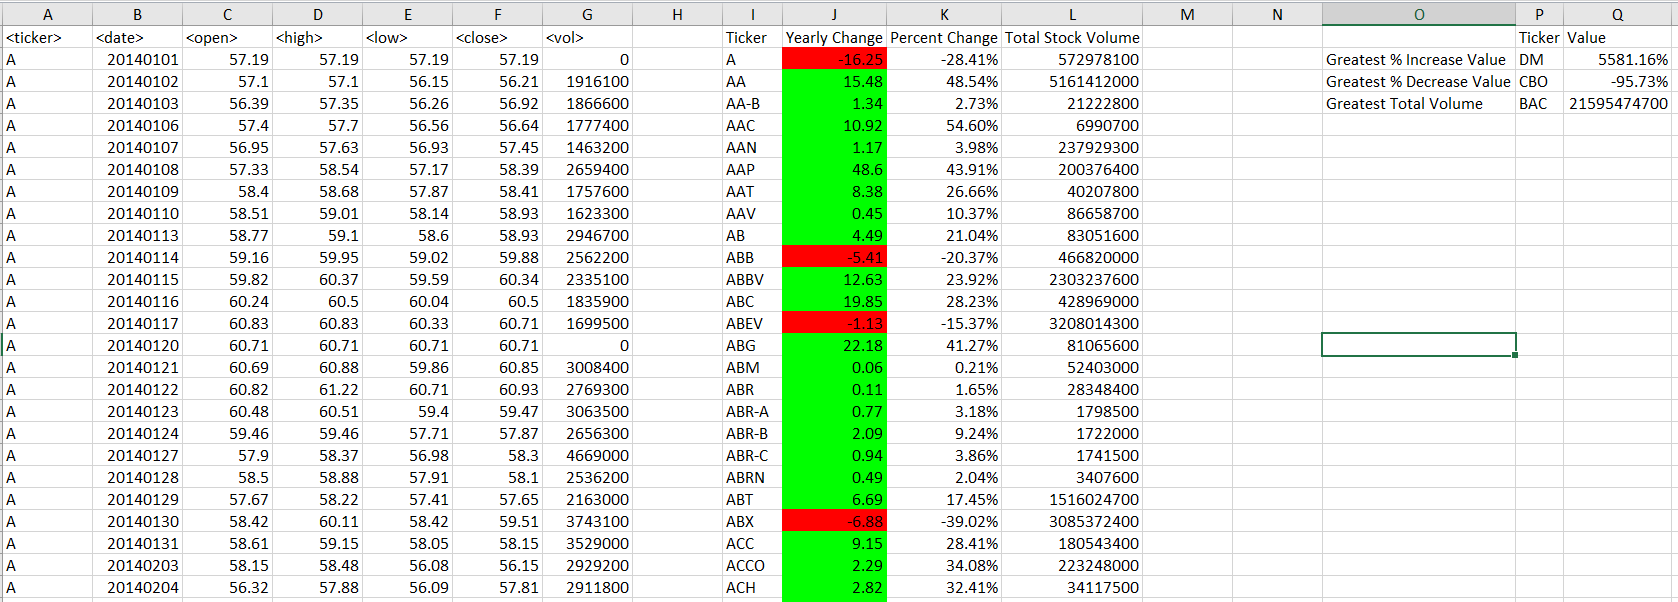 A B C D E F G H I J K L M N O P Q
<ticker> <date> <open> <high> <low> <close> <vol> Ticker Yearly Change Percent Change Total Stock Volume Ticker Value
A 20140101 57.19 57.19 57.19 57.19 0 A -16.25 -28.41% 572978100 Greatest % Increase Value DM 5581.16%
A 20140102 57.1 57.1 56.15 56.21 1916100 AA 15.48 48.54% 5161412000 Greatest % Decrease Value CBO -95.73%
A 20140103 56.39 57.35 56.26 56.92 1866600 AA-B 1.34 2.73% 21222800 Greatest Total Volume BAC 21595474700
A 20140106 57.4 57.7 56.56 56.64 1777400 AAC 10.92 54.60% 6990700
A 20140107 56.95 57.63 56.93 57.45 1463200 AAN 1.17 3.98% 237929300
A 20140108 57.33 58.54 57.17 58.39 2659400 AAP 48.6 43.91% 200376400
A 20140109 58.4 58.68 57.87 58.41 1757600 AAT 8.38 26.66% 40207800
A 20140110 58.51 59.01 58.14 58.93 1623300 AAV 0.45 10.37% 86658700
A 20140113 58.77 59.1 58.6 58.93 2946700 AB 4.49 21.04% 83051600
A 20140114 59.16 59.95 59.02 59.88 2562200 ABB -5.41 -20.37% 466820000
A 20140115 59.82 60.37 59.59 60.34 2335100 ABBV 12.63 23.92% 2303237600
A 20140116 60.24 60.5 60.04 60.5 1835900 ABC 19.85 28.23% 428969000
A 20140117 60.83 60.83 60.33 60.71 1699500 ABEV -1.13 -15.37% 3208014300
A 20140120 60.71 60.71 60.71 60.71 0 ABG 22.18 41.27% 81065600
A 20140121 60.69 60.88 59.86 60.85 3008400 ABM 0.06 0.21% 52403000
A 20140122 60.82 61.22 60.71 60.93 2769300 ABR 0.11 1.65% 28348400
A 20140123 60.48 60.51 59.4 59.47 3063500 ABR-A 0.77 3.18% 1798500
A 20140124 59.46 59.46 57.71 57.87 2656300 ABR-B 2.09 9.24% 1722000
A 20140127 57.9 58.37 56.98 58.3 4669000 ABR-C 0.94 3.86% 1741500
A 20140128 58.5 58.88 57.91 58.1 2536200 ABRN 0.49 2.04% 3407600
A 20140129 57.67 58.22 57.41 57.65 2163000 ABT 6.69 17.45% 1516024700
A 20140130 58.42 60.11 58.42 59.51 3743100 ABX -6.88 -39.02% 3085372400
A 20140131 58.61 59.15 58.05 58.15 3529000 ACC 9.15 28.41% 180543400
A 20140203 58.15 58.48 56.08 56.15 2929200 ACCO 2.29 34.08% 223248000
A 20140204 56.32 57.88 56.09 57.81 2911800 ACH 2.82 32.41% 34117500